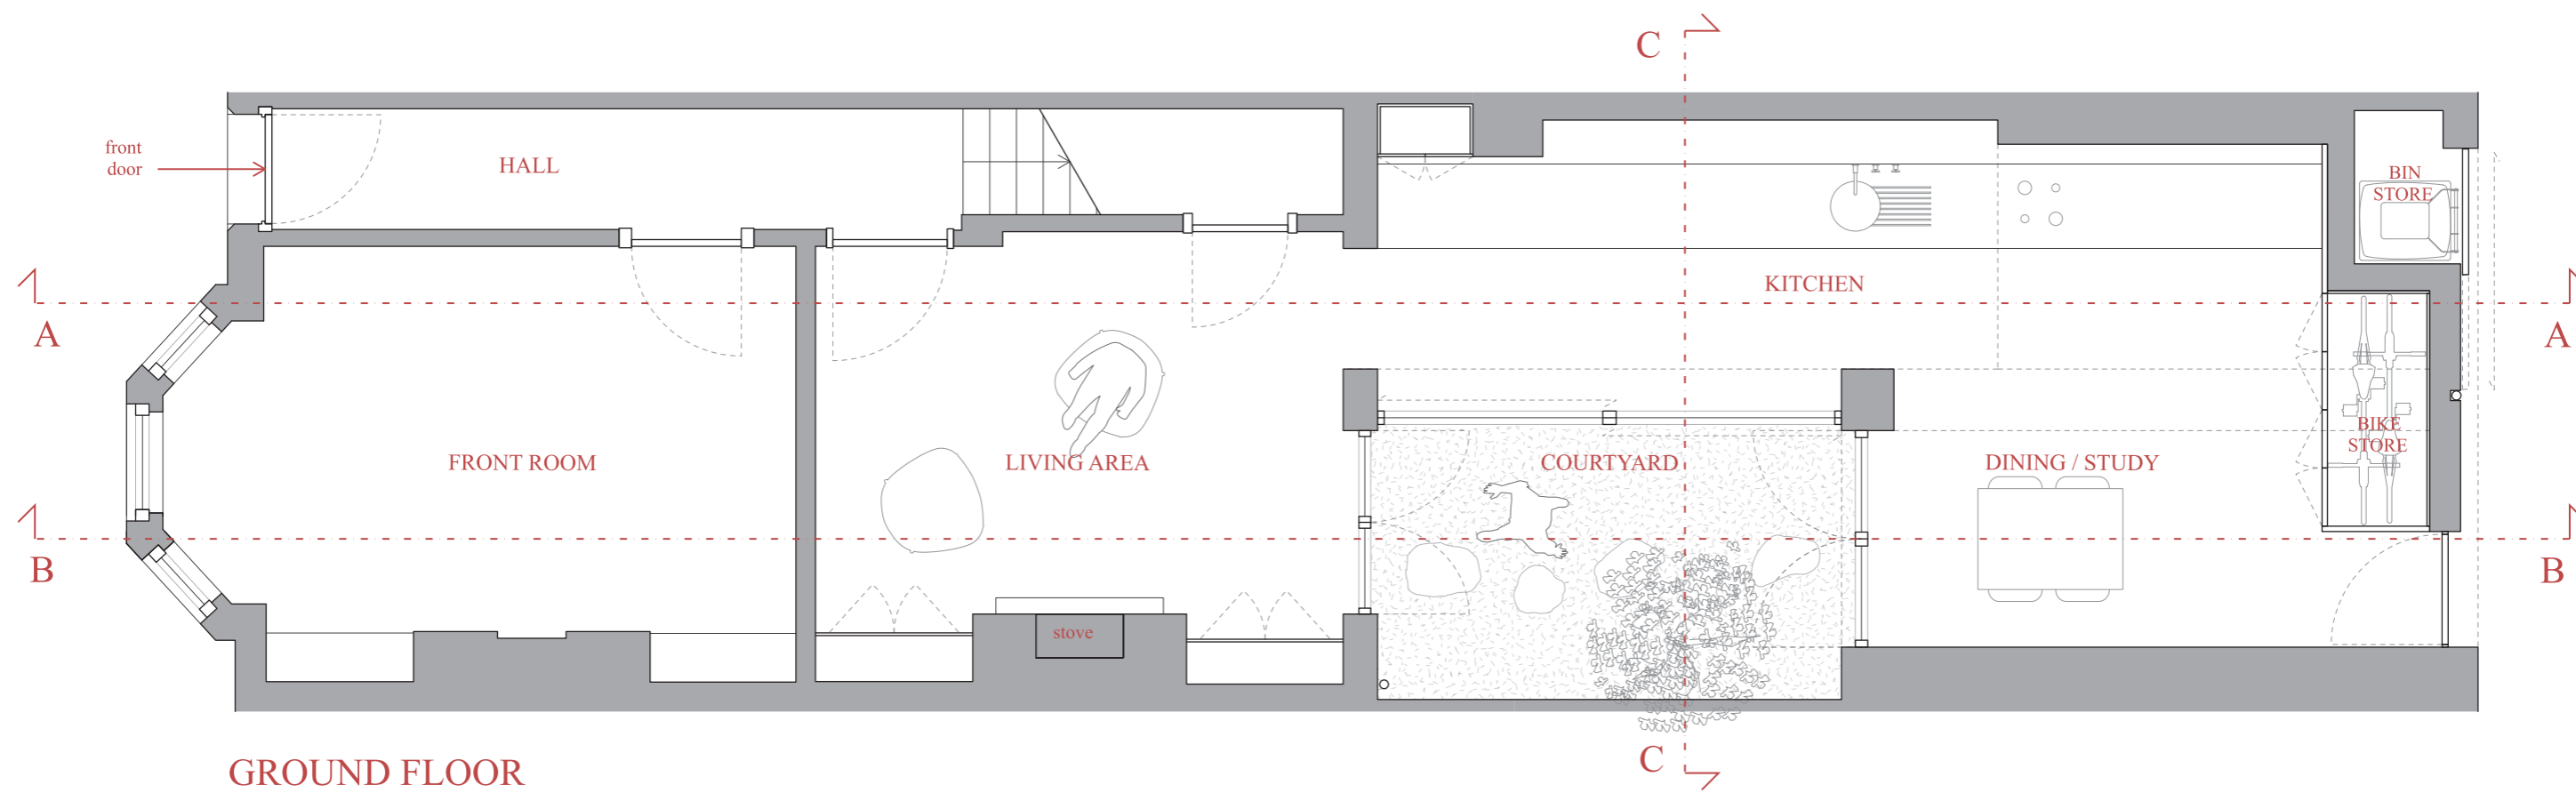 C
front
door
HALL
BIN
STORE
KITCHEN
A
A
BIKE
STORE
FRONT ROOM
LIVING AREA
COURTYARD
DINING / STUDY
B
B
stove
C
GROUND FLOOR